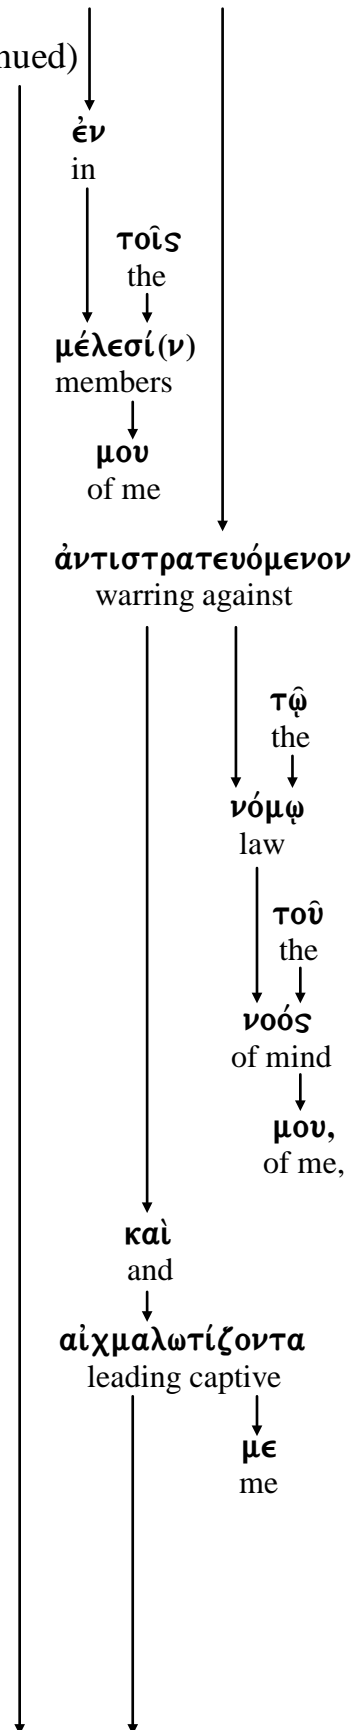 nued)
ἐν
in
τοῖς
the
μέλεσί(ν)
members
μου
of me
ἀντιστρατευόμενον
warring against
τῷ
the
νόμῳ
law
τοῦ
the
νοός
of mind
μου,
of me,
καὶ
and
αἰχμαλωτίζοντα
leading captive
με
me